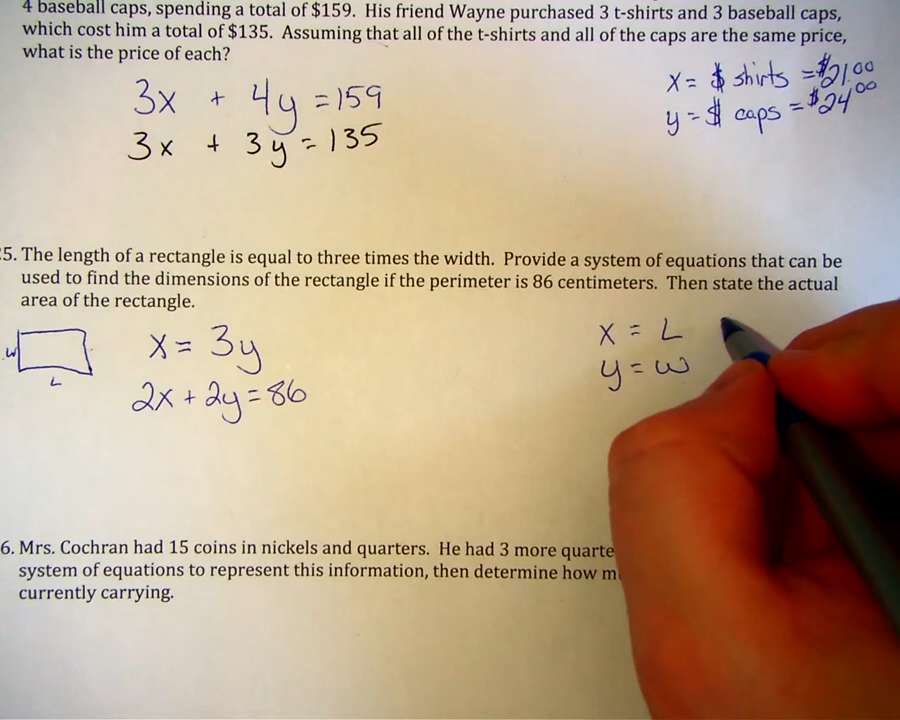 4 baseball caps, spending a total of $159. His friend Wayne purchased 3 t-shirts and 3 baseball caps,
which cost him a total of $135. Assuming that all of the t-shirts and all of the caps are the same price,
what is the price of each?
3x + 4y = 159
3x + 3y = 135
x = $ shirts = $21.00
y = $ caps = $24.00
5. The length of a rectangle is equal to three times the width. Provide a system of equations that can be
used to find the dimensions of the rectangle if the perimeter is 86 centimeters. Then state the actual
area of the rectangle.
W
L
x = 3y
2x + 2y = 86
x = L
y = w
6. Mrs. Cochran had 15 coins in nickels and quarters. He had 3 more quarte
system of equations to represent this information, then determine how m
currently carrying.